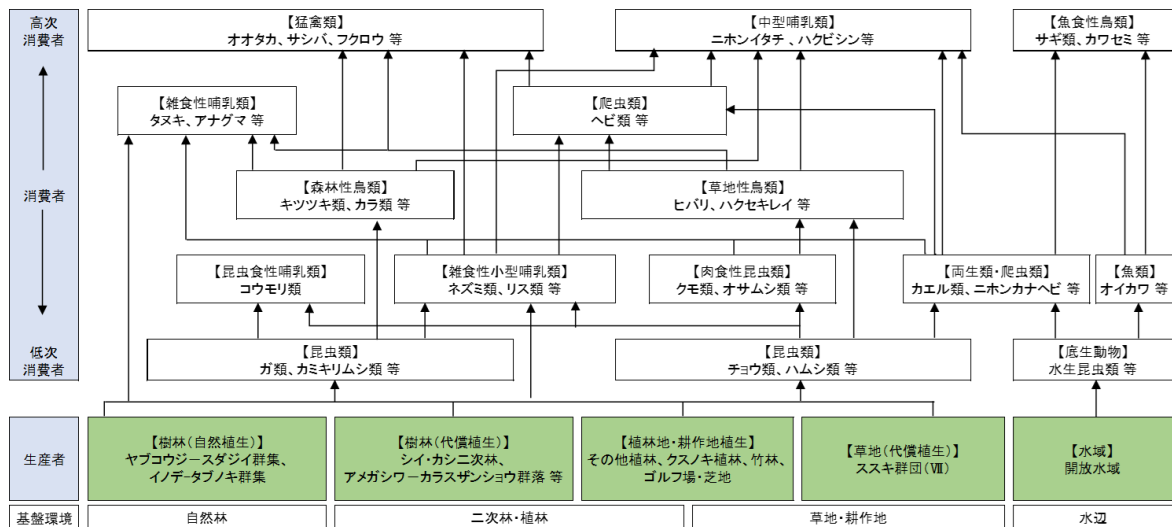 高次
消費者
【猛禽類】
オオタカ、サシバ、フクロウ 等
【中型哺乳類】
ニホンイタチ 、ハクビシン等
【魚食性鳥類】
サギ類、カワセミ 等
【雑食性哺乳類】
タヌキ、アナグマ 等
【爬虫類】
ヘビ類 等
消費者
【森林性鳥類】
キツツキ類、カラ類 等
【草地性鳥類】
ヒバリ、ハクセキレイ 等
【昆虫食性哺乳類】
コウモリ類
【雑食性小型哺乳類】
ネズミ類、リス類 等
【肉食性昆虫類】
クモ類、オサムシ類 等
【両生類・爬虫類】
カエル類、ニホンカナヘビ 等
【魚類】
オイカワ 等
低次
消費者
【昆虫類】
ガ類、カミキリムシ類 等
【昆虫類】
チョウ類、ハムシ類 等
【底生動物】
水生昆虫類 等
生産者
【樹林(自然植生)】
ヤブコウジースダジイ群集、
イノデータブノキ群集
【樹林(代償植生)】
シイ・カシ二次林、
アメガシワーカラスザンショウ群落 等
【植林地・耕作地植生】
その他植林、クスノキ植林、竹林、
ゴルフ場・芝地
【草地(代償植生)】
ススキ群団(Ⅶ)
【水域】
開放水域
基盤環境
自然林
二次林・植林
草地・耕作地
水辺